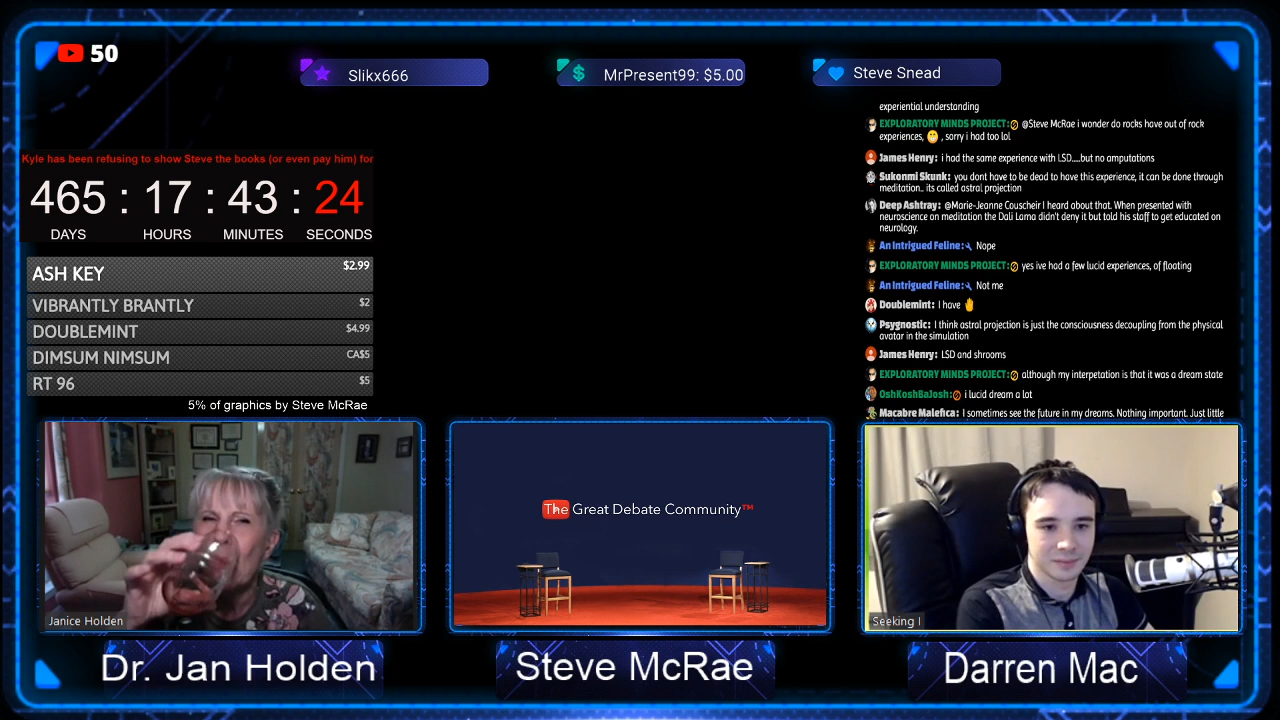 50
Slikx666
MrPresent99: $5.00
Steve Snead
Kyle has been refusing to show Steve the books (or even pay him) for
465 : 17 : 43 : 24
DAYS HOURS MINUTES SECONDS
ASH KEY $2.99
VIBRANTLY BRANTLY $2
DOUBLEMINT $4.99
DIMSUM NIMSUM CA$5
RT 96 $5
5% of graphics by Steve McRae
experiential understanding
EXPLORATORY MINDS PROJECT: @Steve McRae i wonder do rocks have out of rock
experiences, 😁 , sorry i had too lol
James Henry: i had the same experience with LSD.....but no amputations
Sukonmi Skunk: you dont have to be dead to have this experience, it can be done through
meditation.. its called astral projection
Deep Ashtray: @Marie-Jeanne Couscheir I heard about that. When presented with
neuroscience on meditation the Dali Lama didn't deny it but told his staff to get educated on
neurology.
An Intrigued Feline: Nope
EXPLORATORY MINDS PROJECT: yes ive had a few lucid experiences, of floating
An Intrigued Feline: Not me
Doublemint: I have 🤚
Psygnostic: I think astral projection is just the consciousness decoupling from the physical
avatar in the simulation
James Henry: LSD and shrooms
EXPLORATORY MINDS PROJECT: although my interpetation is that it was a dream state
OshKoshBaJosh: i lucid dream a lot
Macabre Malefica: I sometimes see the future in my dreams. Nothing important. Just little
The Great Debate Community™
Janice Holden
Seeking I
Dr. Jan Holden
Steve McRae
Darren Mac